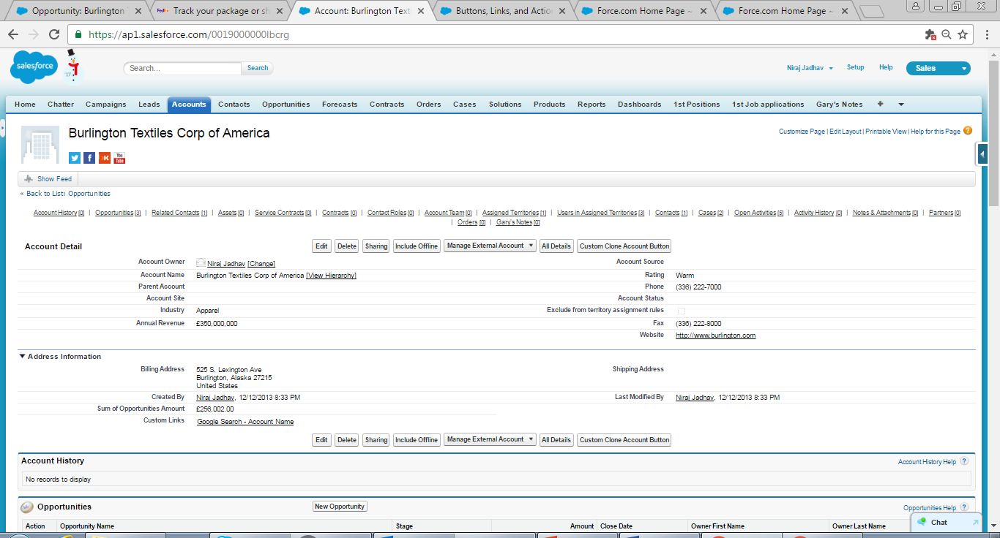 Opportunity: Burlington T
Track your package or sh
Account: Burlington Text
Buttons, Links, and Actio
Force.com Home Page ~
Force.com Home Page ~
https://ap1.salesforce.com/0019000000lbcrg
salesforce
'17
Search...
Search
Niraj Jadhav
Setup
Help
Sales
Home Chatter Campaigns Leads Accounts Contacts Opportunities Forecasts Contracts Orders Cases Solutions Products Reports Dashboards 1st Positions 1st Job applications Gary's Notes +
Burlington Textiles Corp of America
Customize Page | Edit Layout | Printable View | Help for this Page ?
You Tube
Show Feed
« Back to List: Opportunities
Account History [0] | Opportunities [3] | Related Contacts [1] | Assets [0] | Service Contracts [0] | Contracts [0] | Contact Roles [0] | Account Team [0] | Assigned Territories [1] | Users in Assigned Territories [3] | Contacts [1] | Cases [2] | Open Activities [5] | Activity History [0] | Notes & Attachments [0] | Partners [0]
| Orders [0] | Gary's Notes [0]
Account Detail Edit Delete Sharing Include Offline Manage External Account All Details Custom Clone Account Button
Account Owner Niraj Jadhav [Change] Account Source
Account Name Burlington Textiles Corp of America [View Hierarchy] Rating Warm
Parent Account Phone (336) 222-7000
Account Site Account Status
Industry Apparel Exclude from territory assignment rules
Annual Revenue £350,000,000 Fax (336) 222-8000
Website http://www.burlington.com
Address Information
Billing Address 525 S. Lexington Ave Shipping Address
Burlington, Alaska 27215
United States
Created By Niraj Jadhav, 12/12/2013 8:33 PM Last Modified By Niraj Jadhav, 12/12/2013 8:33 PM
Sum of Opportunities Amount £256,002.00
Custom Links Google Search - Account Name
Edit Delete Sharing Include Offline Manage External Account All Details Custom Clone Account Button
Account History Account History Help ?
No records to display
Opportunities New Opportunity Opportunities Help ?
Action Opportunity Name Stage Amount Close Date Owner First Name Owner Last Name
Chat